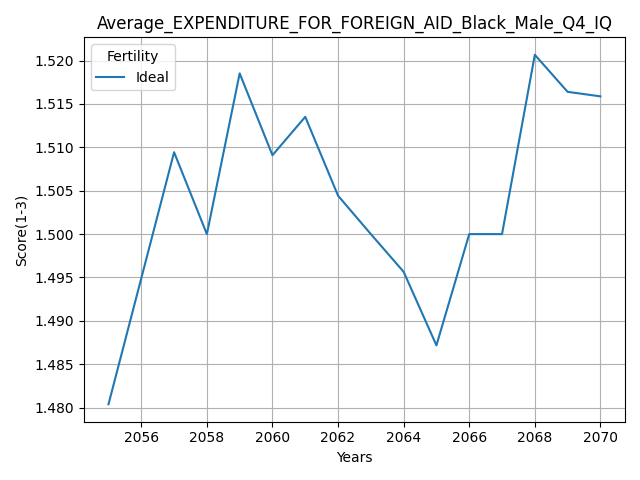 Average_EXPENDITURE_FOR_FOREIGN_AID_Black_Male_Q4_IQ
Fertility
Ideal
1.520
1.515
1.510
1.505
1.500
1.495
1.490
1.485
1.480
Score(1-3)
2056 2058 2060 2062 2064 2066 2068 2070
Years